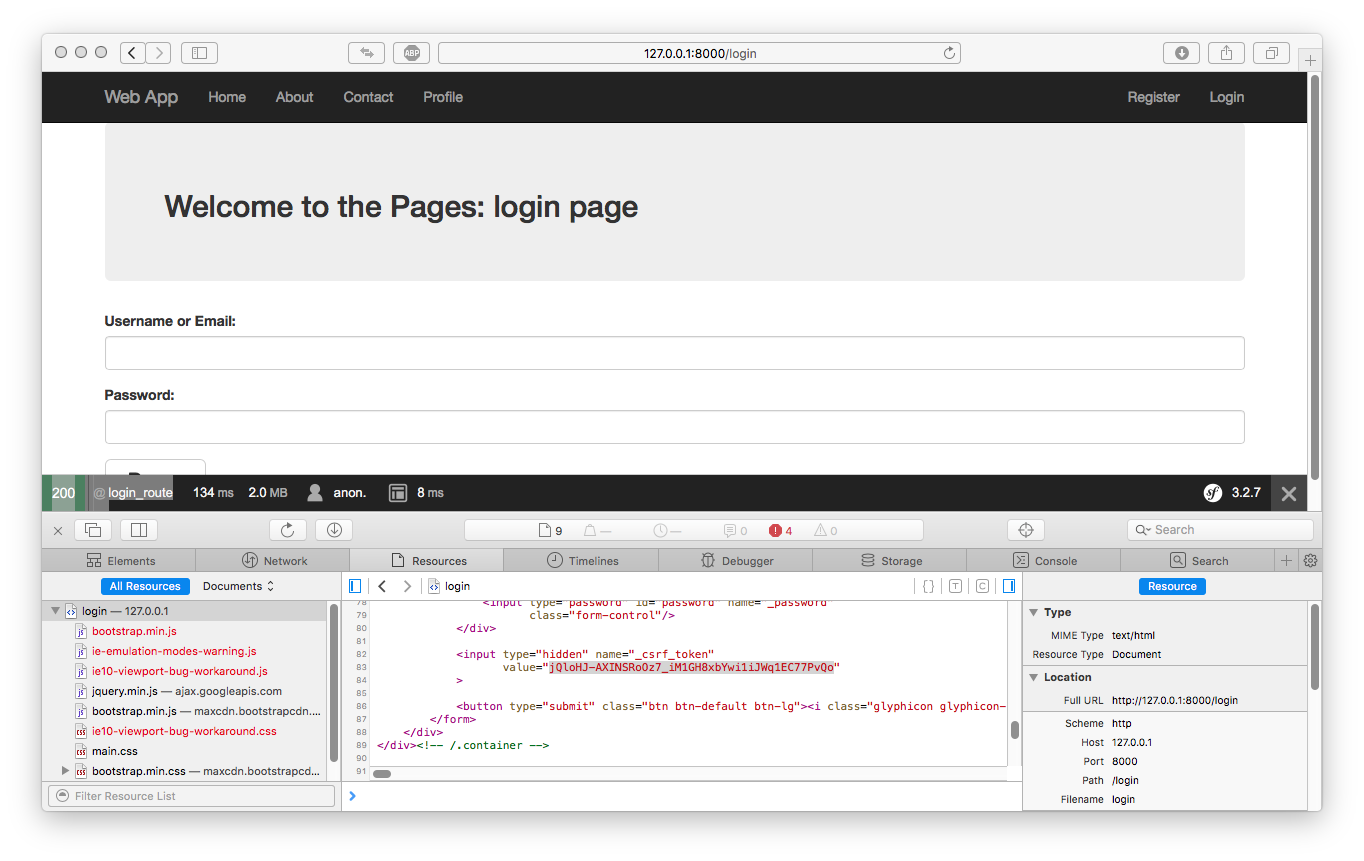 127.0.0.1:8000/login
ABP
Web App Home About Contact Profile Register Login
Welcome to the Pages: login page
Username or Email:
Password:
200 @ login_route 134 ms 2.0 MB anon. 8 ms sf 3.2.7
9 — — 0 4 0 Search
Elements Network Resources Timelines Debugger Storage Console Search
All Resources Documents
login Resource
login — 127.0.0.1
bootstrap.min.js
ie-emulation-modes-warning.js
ie10-viewport-bug-workaround.js
jquery.min.js — ajax.googleapis.com
bootstrap.min.js — maxcdn.bootstrapcdn....
ie10-viewport-bug-workaround.css
main.css
bootstrap.min.css — maxcdn.bootstrapcd...
Filter Resource List
78 <input type="password" id="password" name="_password"
79 class="form-control"/>
80 </div>
81
82 <input type="hidden" name="_csrf_token"
83 value="jQloHJ-AXINSRoOz7_iM1GH8xbYwi1iJWq1EC77PvQo"
84 >
85
86 <button type="submit" class="btn btn-default btn-lg"><i class="glyphicon glyphicon-
87 </form>
88 </div>
89 </div><!-- /.container -->
90
91
Type
MIME Type text/html
Resource Type Document
Location
Full URL http://127.0.0.1:8000/login
Scheme http
Host 127.0.0.1
Port 8000
Path /login
Filename login